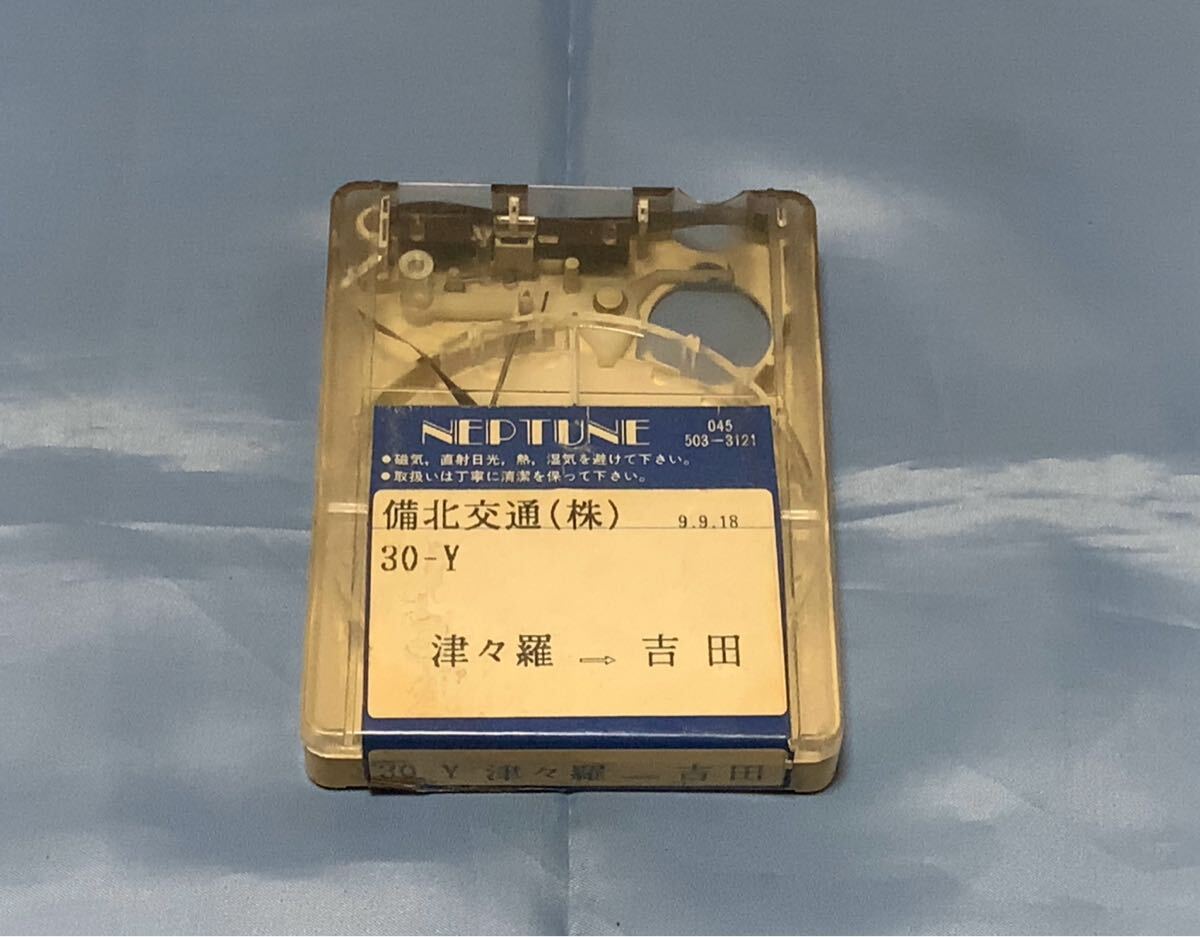 NEPTUNE
045
503-3121
●磁気，直射日光，熱，湿気を避けて下さい。
●取扱いは丁寧に清潔を保って下さい。
備北交通(株) 9.9.18
30-Y
津々羅 → 吉田
30 Y 津々羅 — 吉田